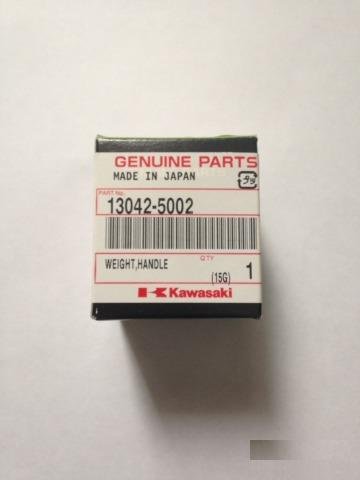 GENUINE PARTS
MADE IN JAPAN
PART No.
13042-5002
WEIGHT,HANDLE
QTY
(15G) 1
Kawasaki